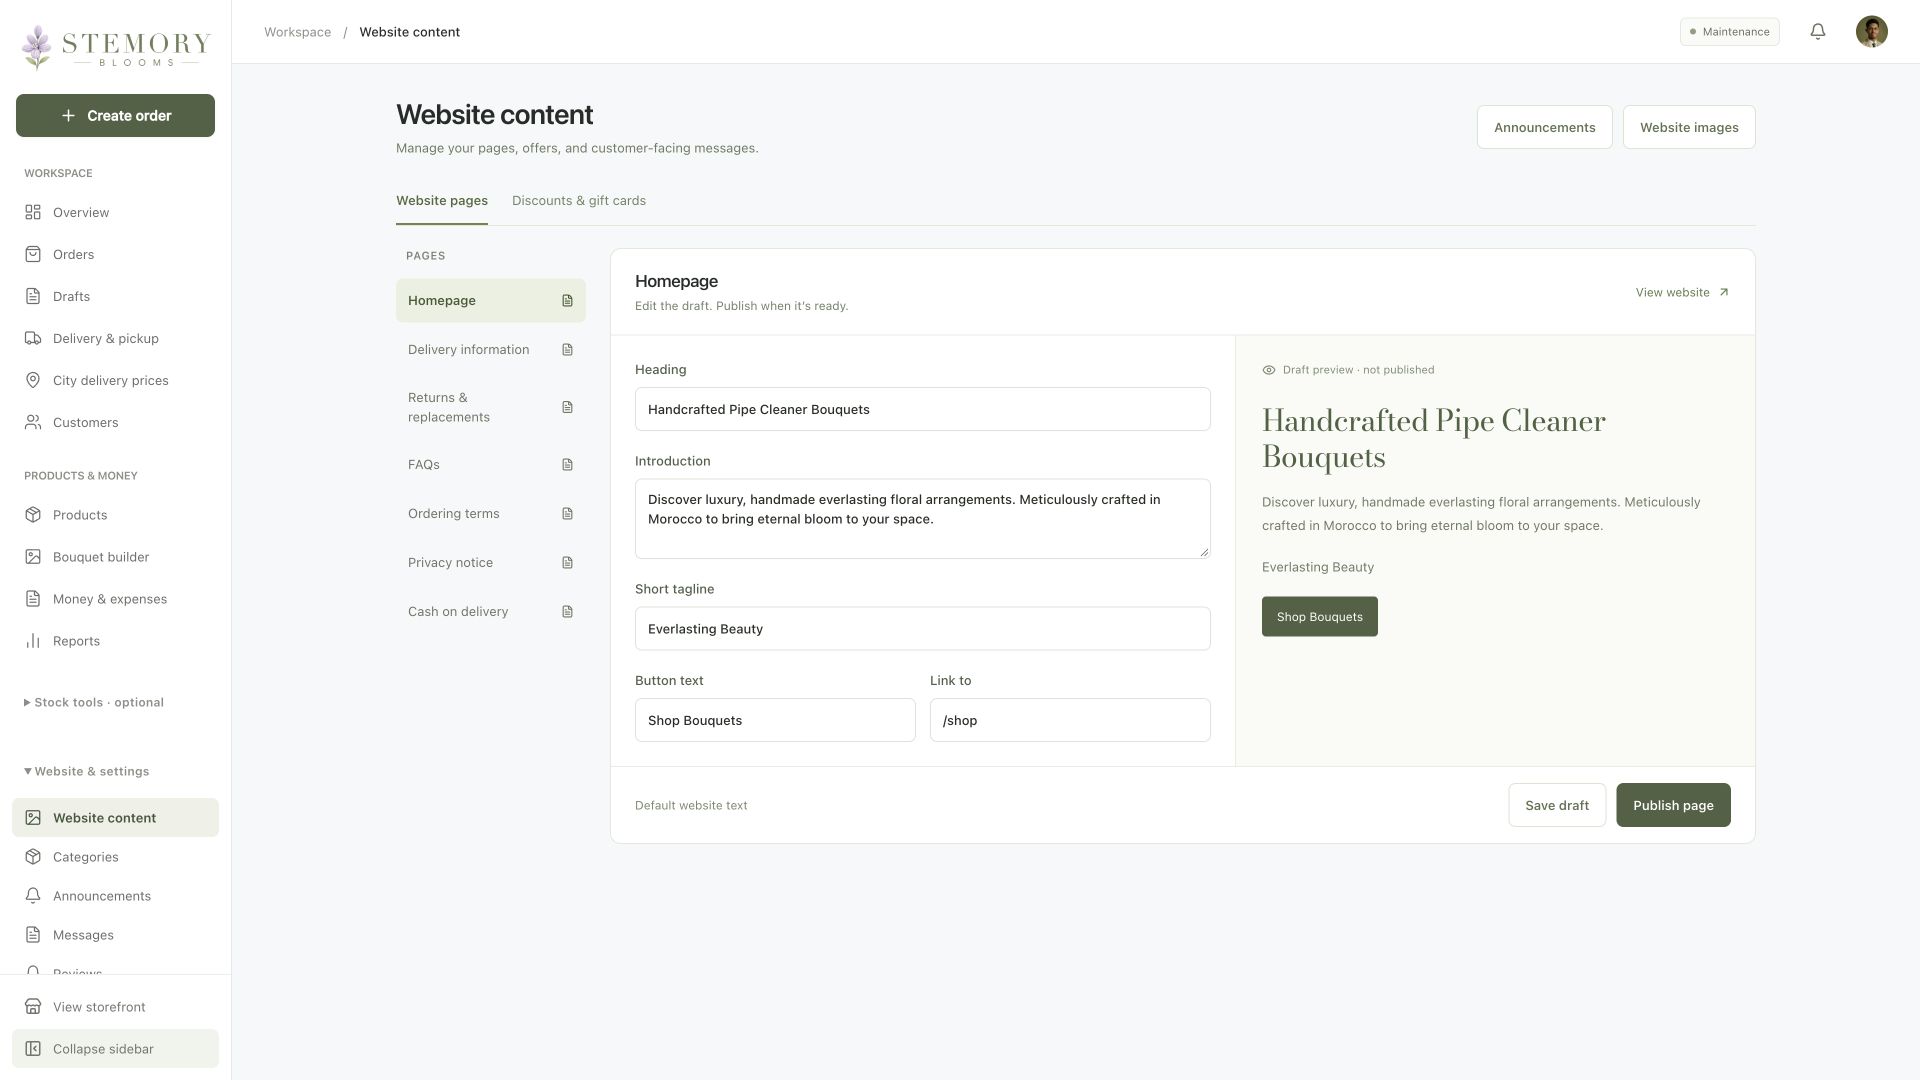 STEMORY
BLOOMS
Create order
WORKSPACE
Overview
Orders
Drafts
Delivery & pickup
City delivery prices
Customers
PRODUCTS & MONEY
Products
Bouquet builder
Money & expenses
Reports
Stock tools · optional
Website & settings
Website content
Categories
Announcements
Messages
Reviews
View storefront
Collapse sidebar
Workspace / Website content
Maintenance
Website content
Manage your pages, offers, and customer-facing messages.
Announcements
Website images
Website pages
Discounts & gift cards
PAGES
Homepage
Delivery information
Returns &
replacements
FAQs
Ordering terms
Privacy notice
Cash on delivery
Homepage
Edit the draft. Publish when it's ready.
View website
Heading
Handcrafted Pipe Cleaner Bouquets
Introduction
Discover luxury, handmade everlasting floral arrangements. Meticulously crafted in
Morocco to bring eternal bloom to your space.
Short tagline
Everlasting Beauty
Button text
Shop Bouquets
Link to
/shop
Draft preview · not published
Handcrafted Pipe Cleaner
Bouquets
Discover luxury, handmade everlasting floral arrangements. Meticulously
crafted in Morocco to bring eternal bloom to your space.
Everlasting Beauty
Shop Bouquets
Default website text
Save draft
Publish page